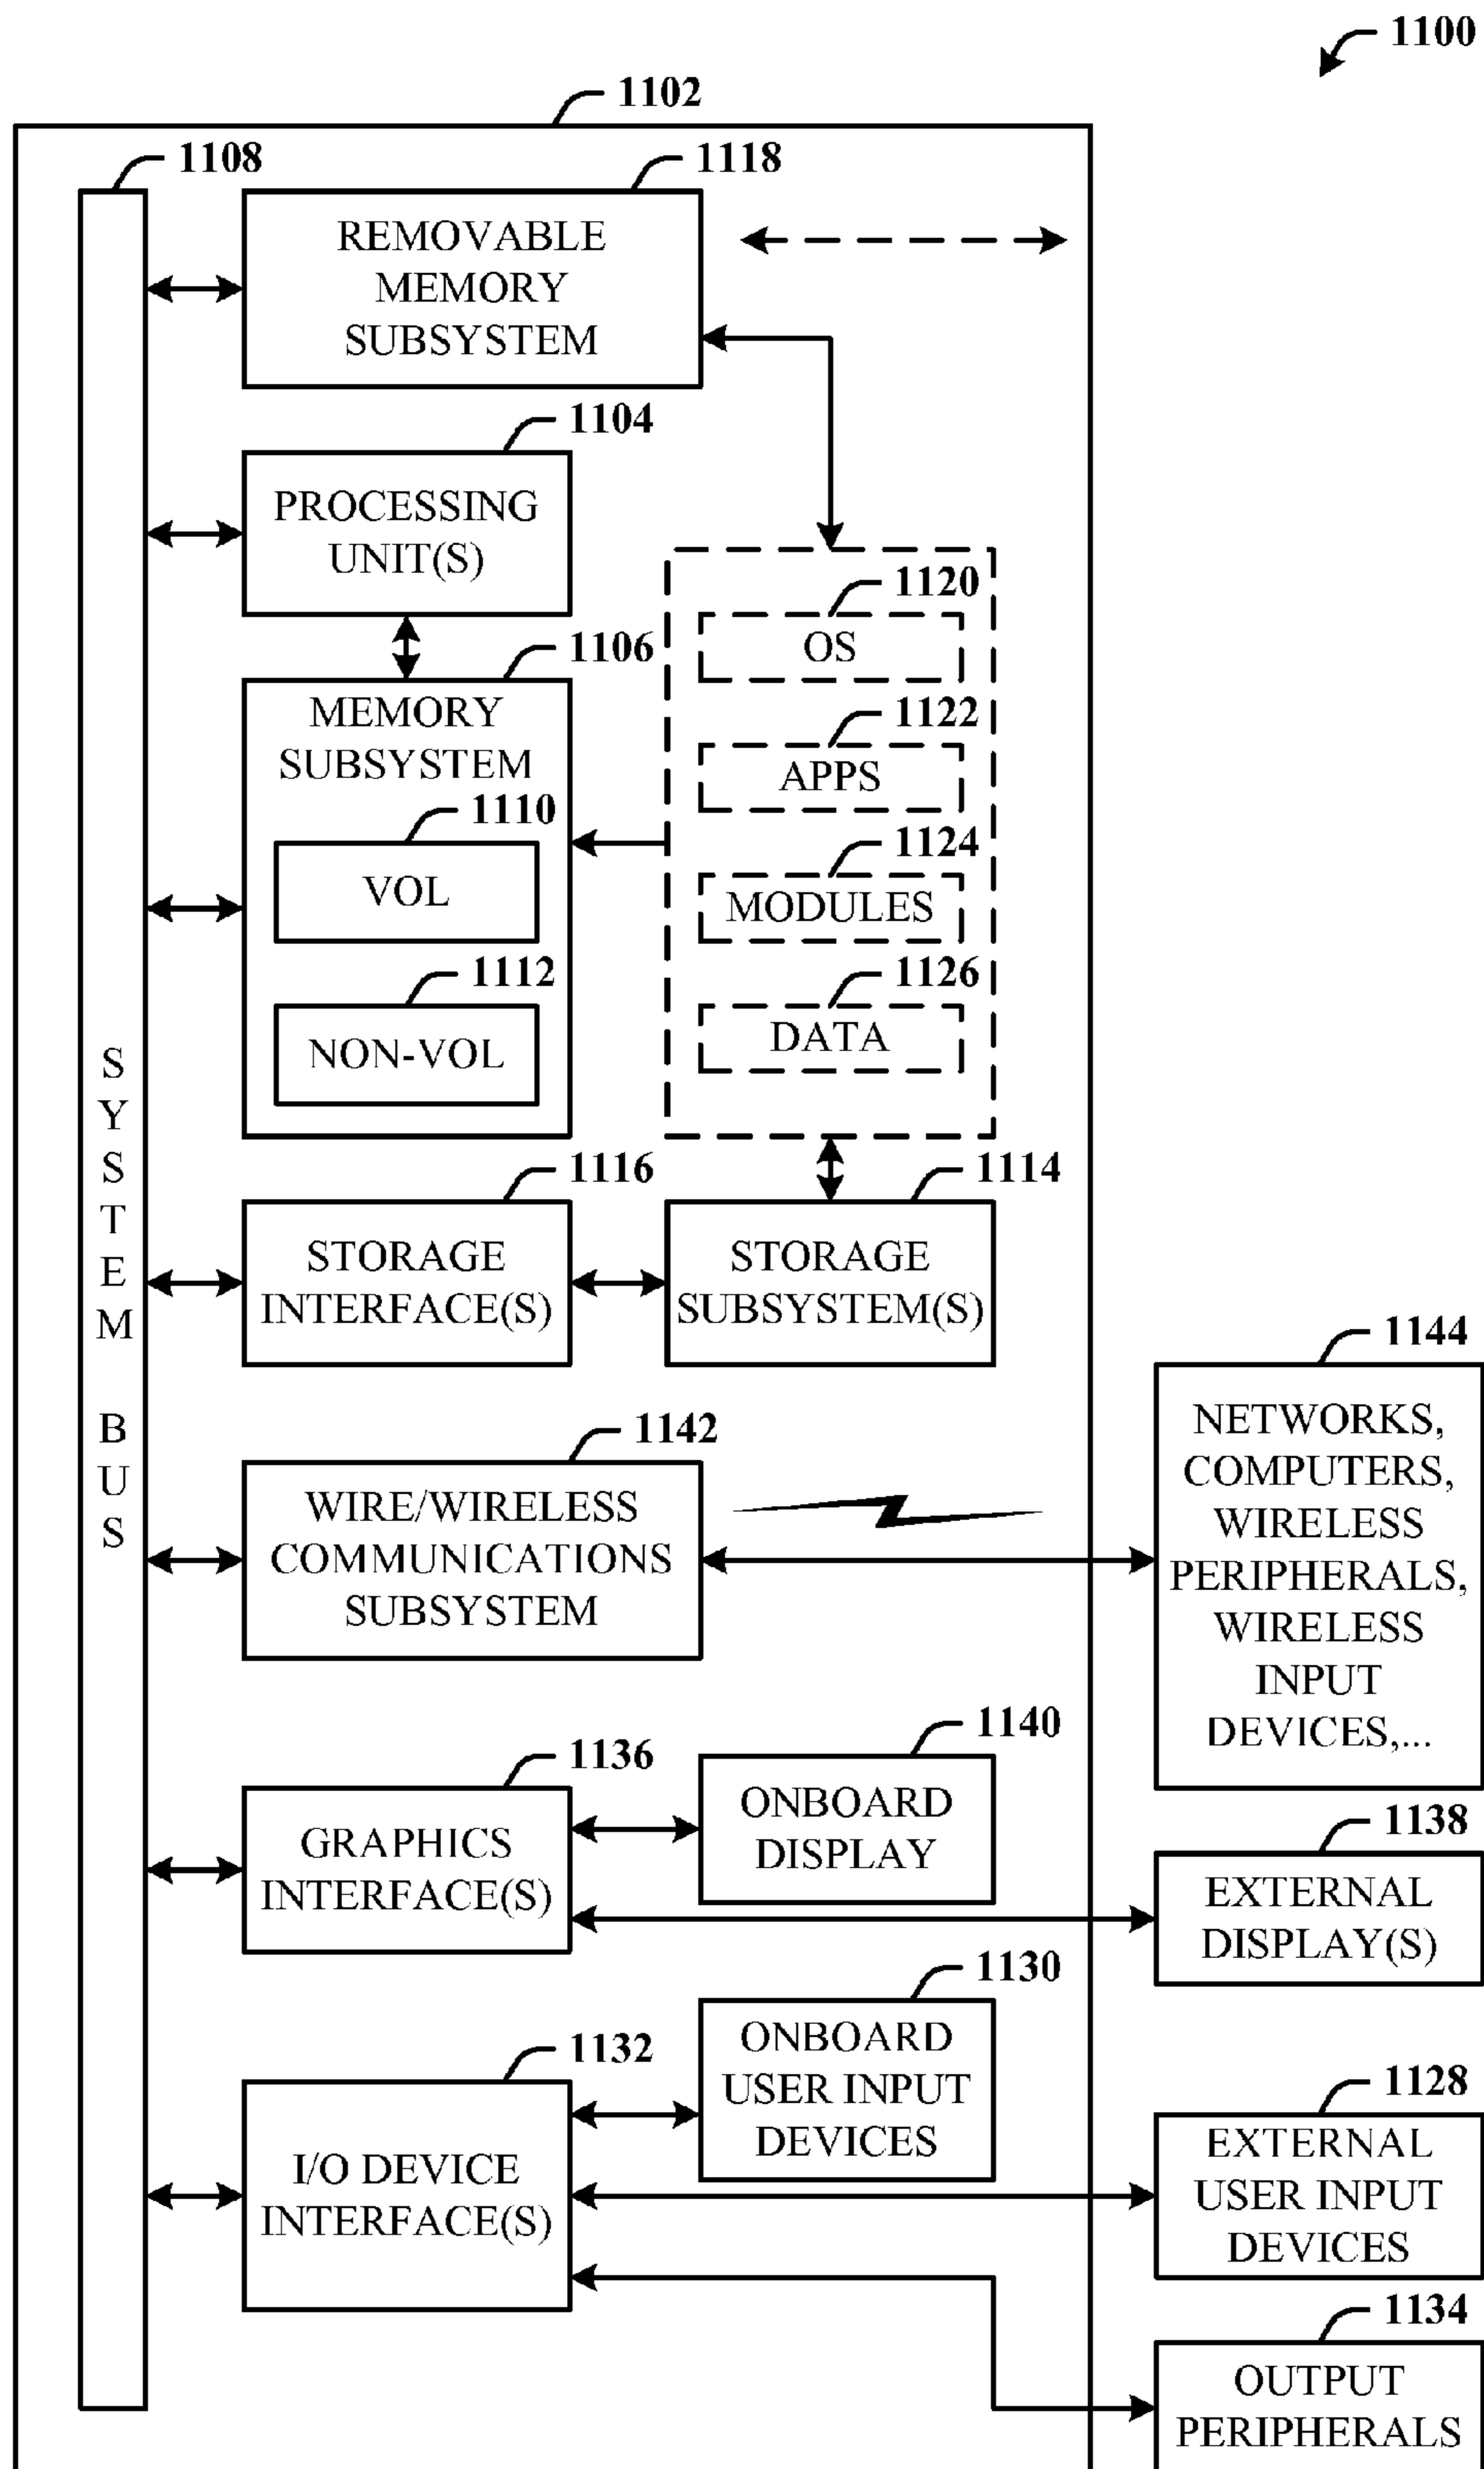 1100
1102
1108
1118
REMOVABLE
MEMORY
SUBSYSTEM
1104
PROCESSING
UNIT(S)
1106
MEMORY
SUBSYSTEM
1110
VOL
1112
NON-VOL
1120
OS
1122
APPS
1124
MODULES
1126
DATA
SYSTEM BUS
1116
STORAGE
INTERFACE(S)
1114
STORAGE
SUBSYSTEM(S)
1142
WIRE/WIRELESS
COMMUNICATIONS
SUBSYSTEM
1144
NETWORKS,
COMPUTERS,
WIRELESS
PERIPHERALS,
WIRELESS
INPUT
DEVICES,...
1136
GRAPHICS
INTERFACE(S)
1140
ONBOARD
DISPLAY
1138
EXTERNAL
DISPLAY(S)
1132
I/O DEVICE
INTERFACE(S)
1130
ONBOARD
USER INPUT
DEVICES
1128
EXTERNAL
USER INPUT
DEVICES
1134
OUTPUT
PERIPHERALS